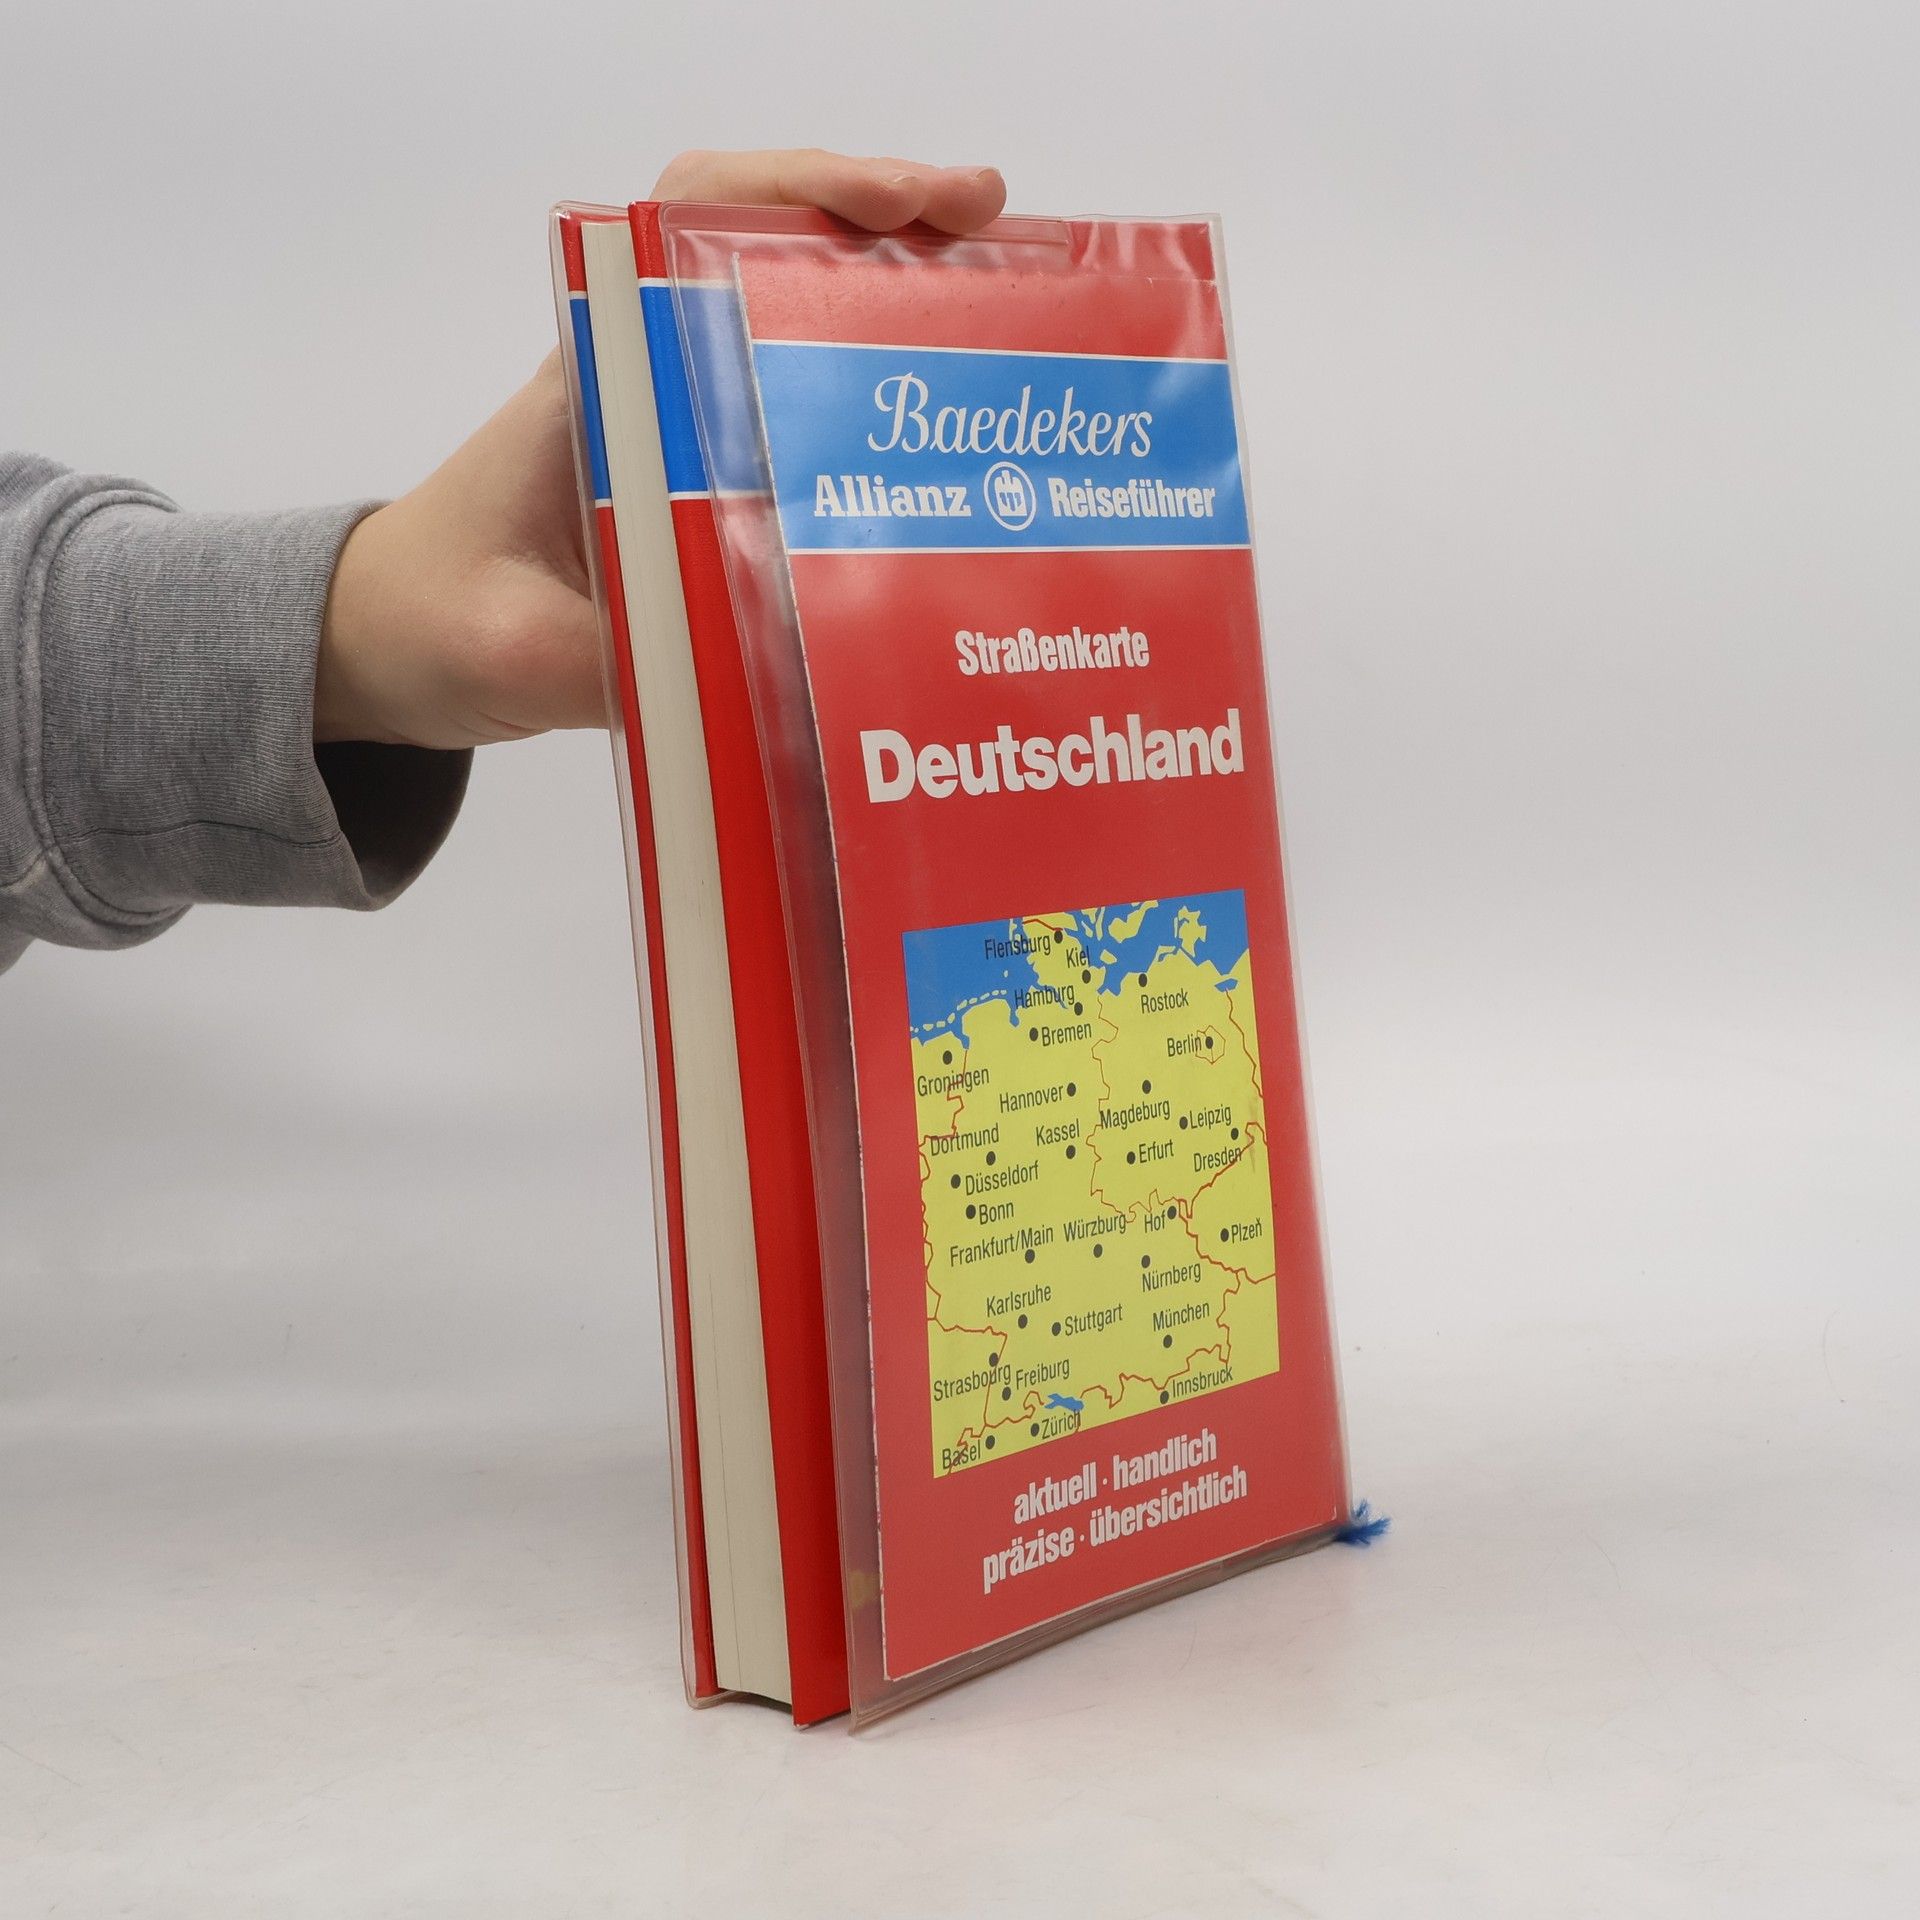 Baedekers
Allianz Reiseführer
Straßenkarte
Deutschland
Flensburg
Kiel
Hamburg
Rostock
Bremen
Berlin
Groningen
Hannover
Magdeburg
Leipzig
Dortmund
Kassel
Erfurt
Dresden
Düsseldorf
Bonn
Frankfurt/Main
Würzburg
Hof
Plzeň
Nürnberg
Karlsruhe
Stuttgart
München
Strasbourg
Freiburg
Innsbruck
Zürich
Basel
aktuell · handlich
präzise · übersichtlich